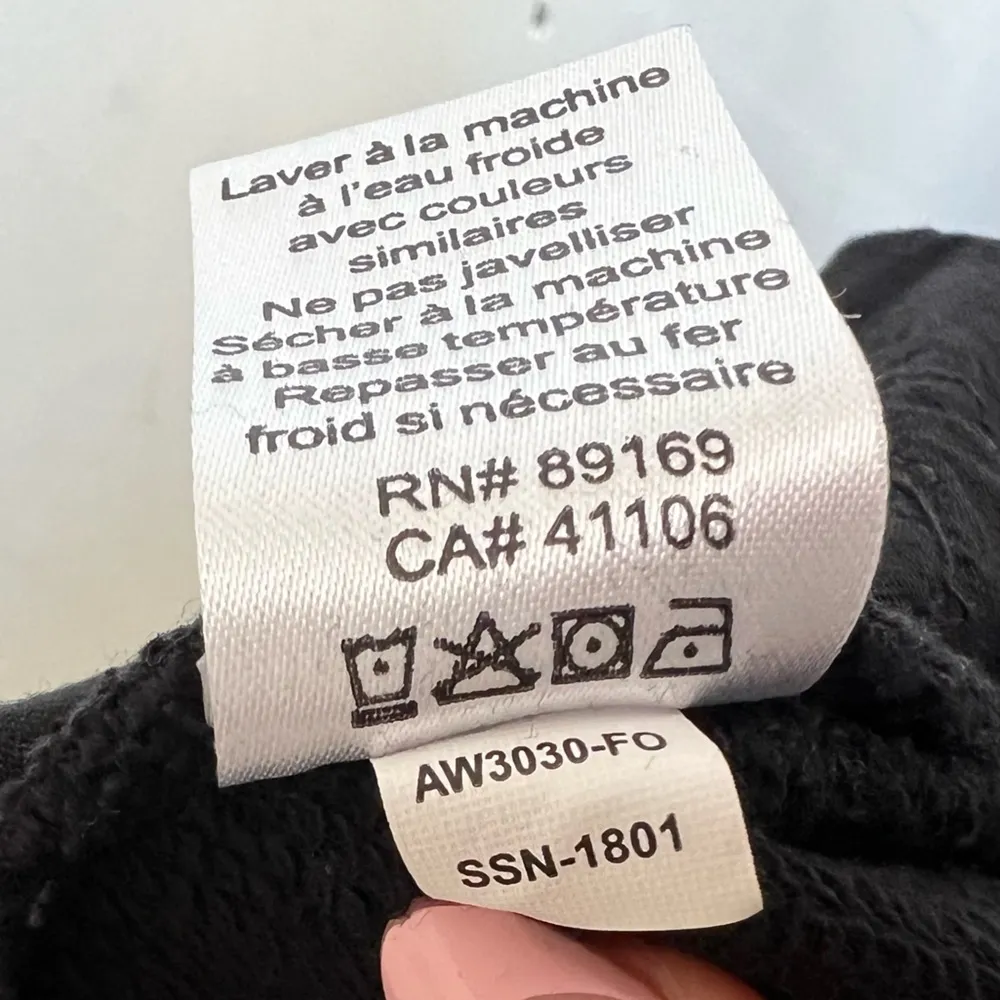 Laver à la machine
à l'eau froide
avec couleurs
similaires
Ne pas javelliser
Sécher à la machine
à basse température
Repasser au fer
froid si nécessaire
RN# 89169
CA# 41106
AW3030-FO
SSN-1801